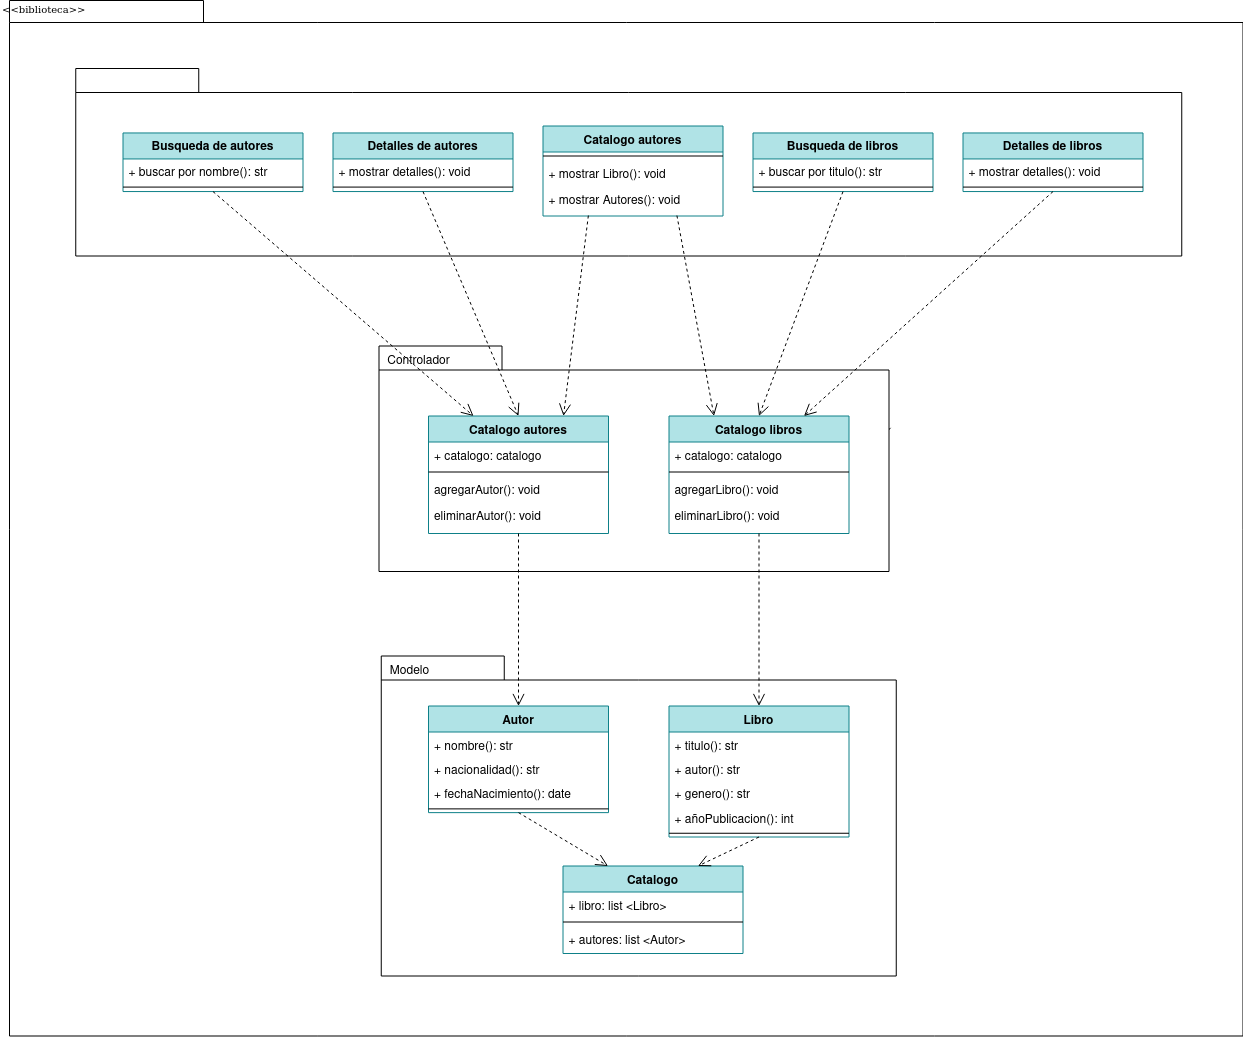 <<biblioteca>>
Busqueda de autores
+ buscar por nombre(): str
Detalles de autores
+ mostrar detalles(): void
Catalogo autores
+ mostrar Libro(): void
+ mostrar Autores(): void
Busqueda de libros
+ buscar por titulo(): str
Detalles de libros
+ mostrar detalles(): void
Controlador
Catalogo autores
+ catalogo: catalogo
agregarAutor(): void
eliminarAutor(): void
Catalogo libros
+ catalogo: catalogo
agregarLibro(): void
eliminarLibro(): void
Modelo
Autor
+ nombre(): str
+ nacionalidad(): str
+ fechaNacimiento(): date
Libro
+ titulo(): str
+ autor(): str
+ genero(): str
+ añoPublicacion(): int
Catalogo
+ libro: list <Libro>
+ autores: list <Autor>